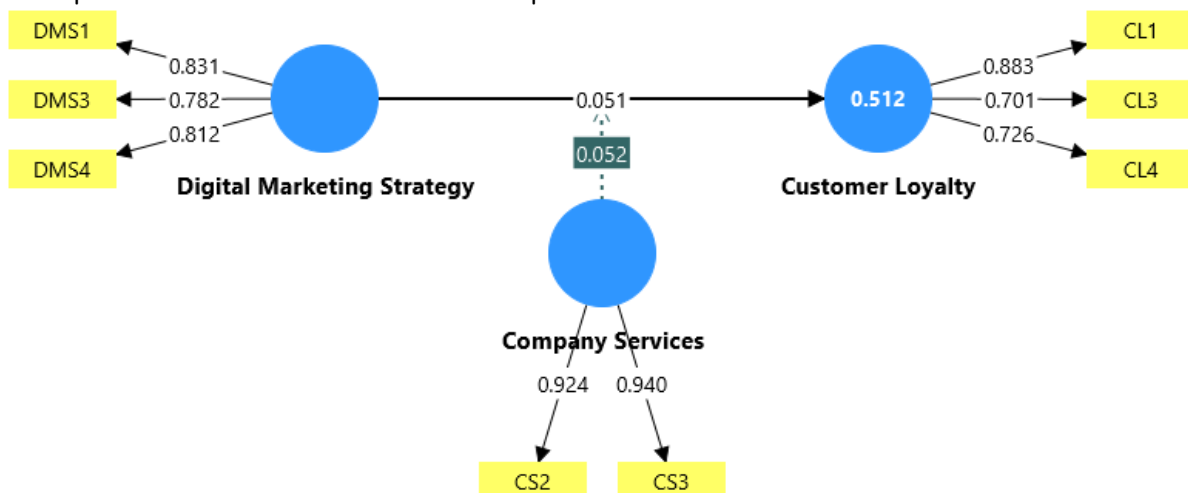 DMS1
0.831
DMS3
0.782
DMS4
0.812
Digital Marketing Strategy
0.051
0.052
0.512
Customer Loyalty
CL1
0.883
CL3
0.701
CL4
0.726
Company Services
0.924
0.940
CS2
CS3